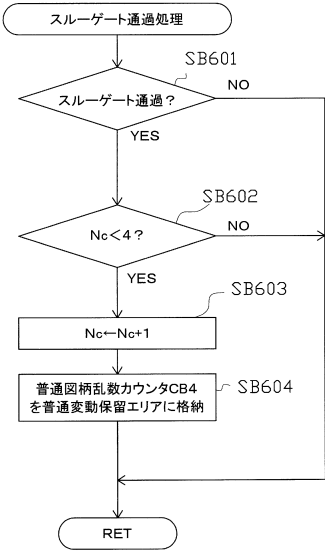 スルーゲート通過処理
SB601
スルーゲート通過？
NO
YES
SB602
Nc＜4？
NO
YES
SB603
Nc←Nc+1
SB604
普通図柄乱数カウンタCB4
を普通変動保留エリアに格納
RET